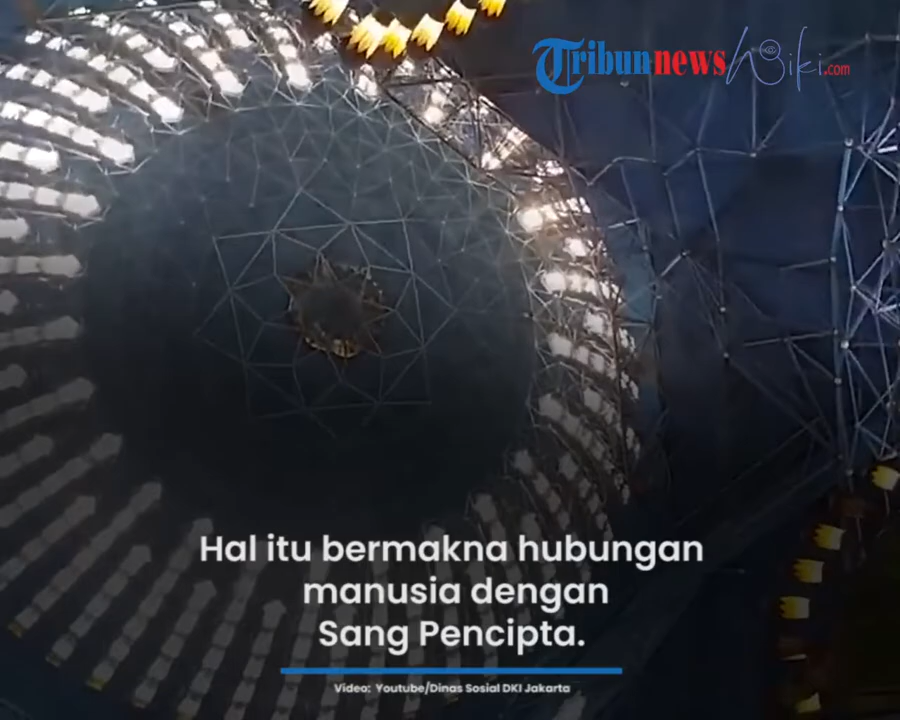 Tribunnews Wiki.com
Hal itu bermakna hubungan
manusia dengan
Sang Pencipta.
Video: Youtube/Dinas Sosial DKI Jakarta